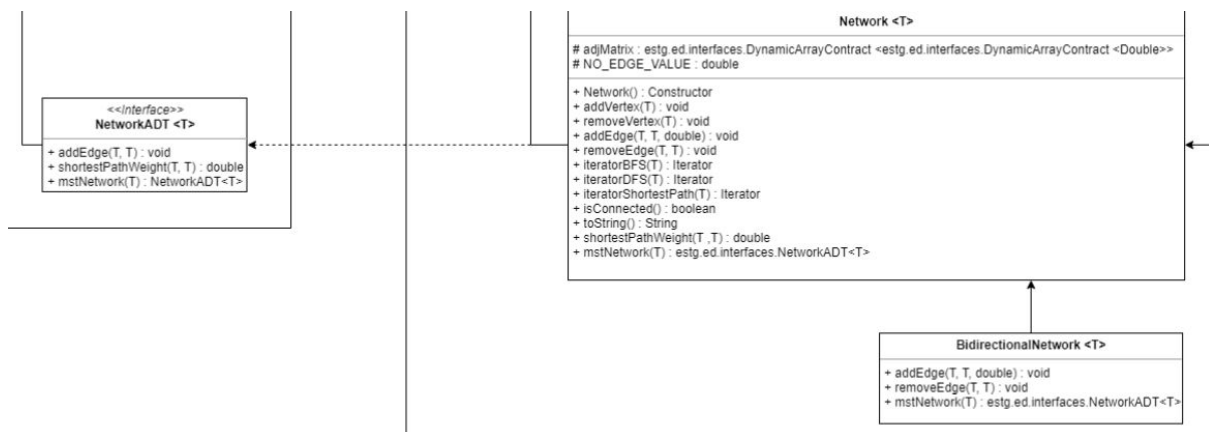 Network <T>
# adjMatrix : estg.ed.interfaces.DynamicArrayContract <estg.ed.interfaces.DynamicArrayContract <Double>>
# NO_EDGE_VALUE : double
+ Network() : Constructor
+ addVertex(T) : void
+ removeVertex(T) : void
+ addEdge(T, T, double) : void
+ removeEdge(T, T) : void
+ iteratorBFS(T) : Iterator
+ iteratorDFS(T) : Iterator
+ iteratorShortestPath(T) : Iterator
+ isConnected() : boolean
+ toString() : String
+ shortestPathWeight(T ,T) : double
+ mstNetwork(T) : estg.ed.interfaces.NetworkADT<T>
<<Interface>>
NetworkADT <T>
+ addEdge(T, T) : void
+ shortestPathWeight(T, T) : double
+ mstNetwork(T) : NetworkADT<T>
BidirectionalNetwork <T>
+ addEdge(T, T, double) : void
+ removeEdge(T, T) : void
+ mstNetwork(T) : estg.ed.interfaces.NetworkADT<T>